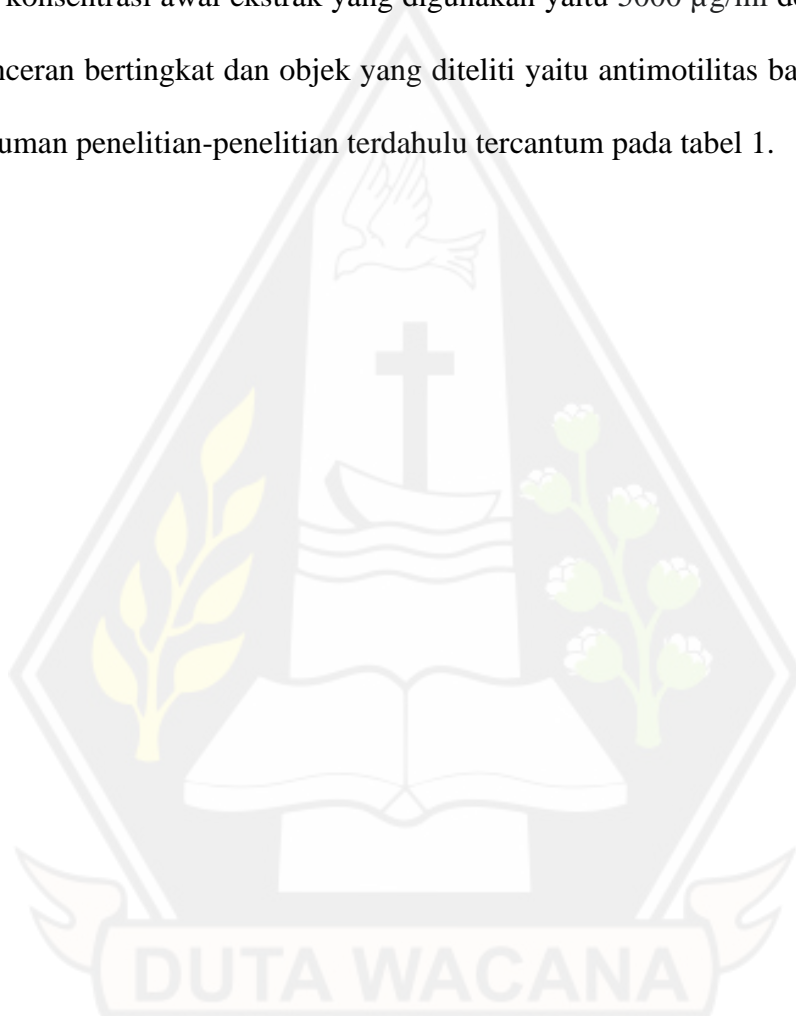 konsentrasi awal ekstrak yang digunakan yaitu 5000 µg/ml
nceran bertingkat dan objek yang diteliti yaitu antimotilitas ba
uman penelitian-penelitian terdahulu tercantum pada tabel 1.
DUTA WACANA